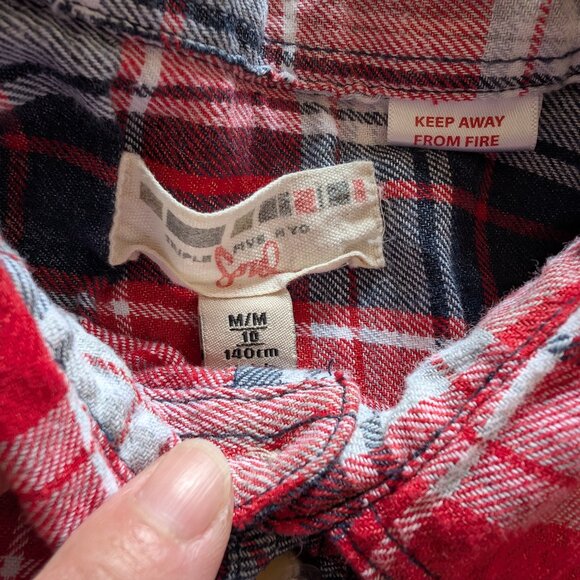 KEEP AWAY
FROM FIRE
TRIPLE FIVE NYC
Soul
M/M
10
140cm